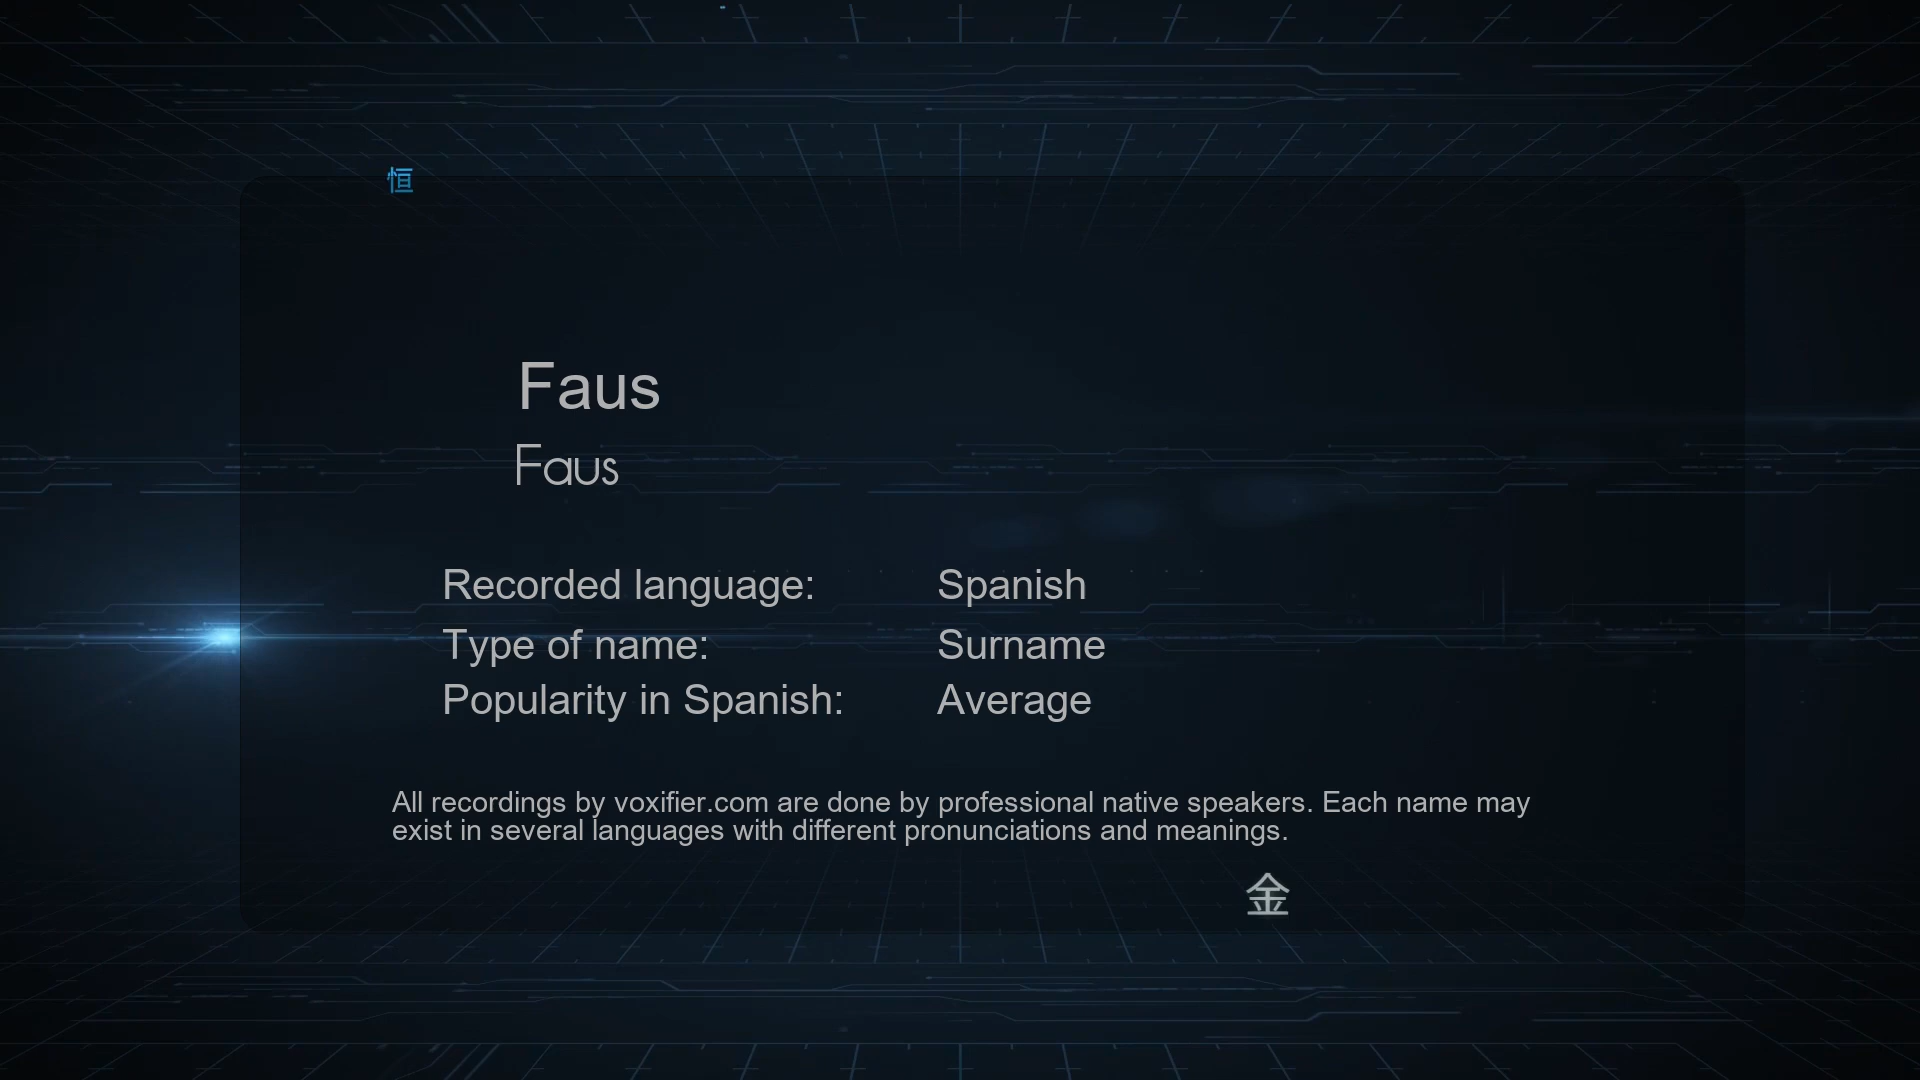 恒
Faus
Faus
Recorded language: Spanish
Type of name: Surname
Popularity in Spanish: Average
All recordings by voxifier.com are done by professional native speakers. Each name may
exist in several languages with different pronunciations and meanings.
金